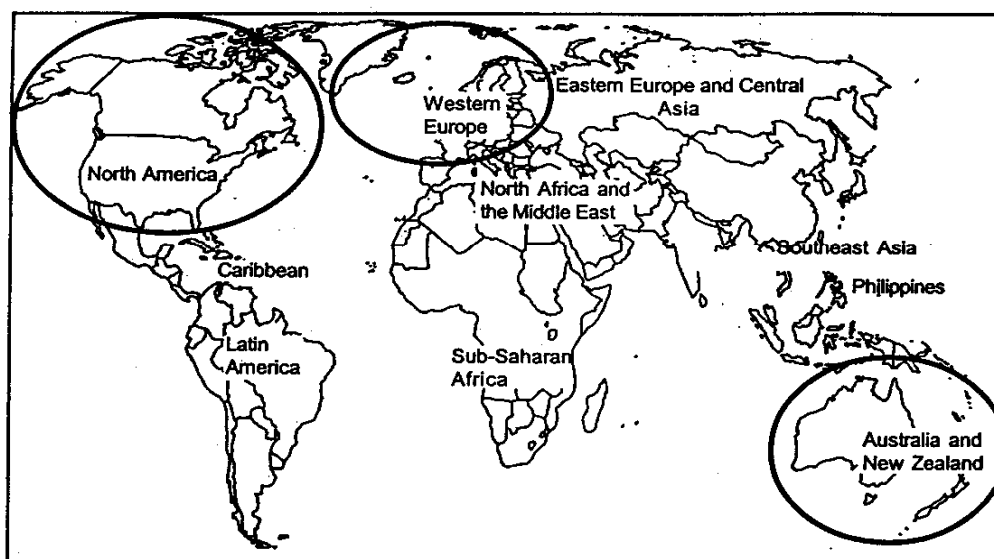 Eastern Europe and Central
Asia
Western
Europe
North America
North Africa and
the Middle East
Southeast Asia
Caribbean
Philippines
Latin
America
Sub-Saharan
Africa
Australia and
New Zealand